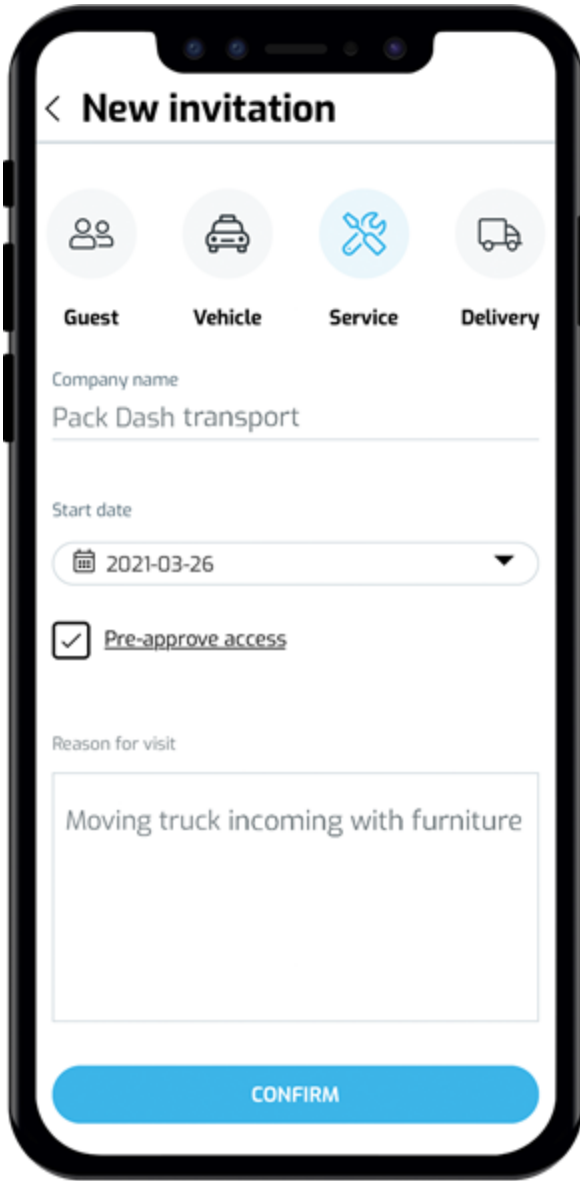 New invitation
Guest Vehicle Service Delivery
Company name
Pack Dash transport
Start date
2021-03-26
Pre-approve access
Reason for visit
Moving truck incoming with furniture
CONFIRM